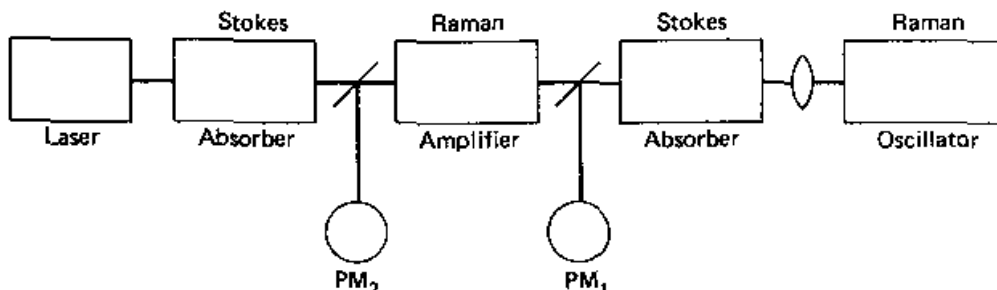 Stokes Raman Stokes Raman
Laser Absorber Amplifier Absorber Oscillator
PM₂ PM₁